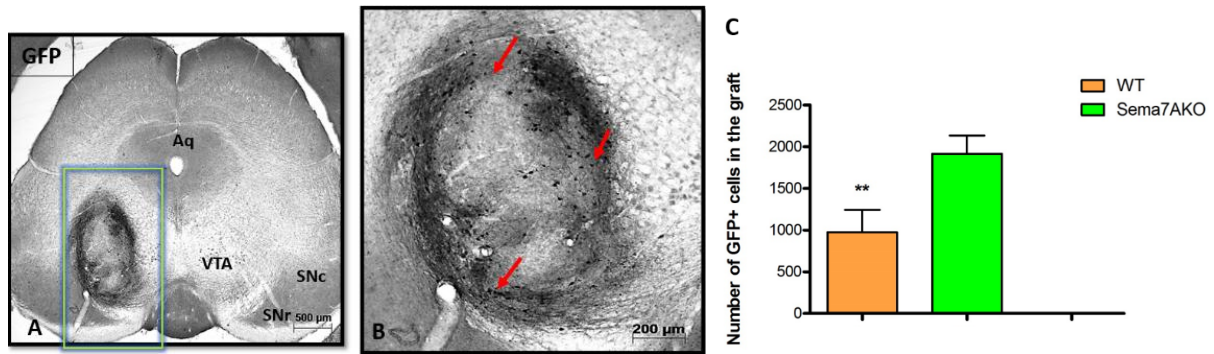 GFP
Aq
VTA
SNc
SNr
500 µm
A
B
200 µm
C
Number of GFP+ cells in the graft
2500
2000
1500
1000
500
0
**
WT
Sema7AKO